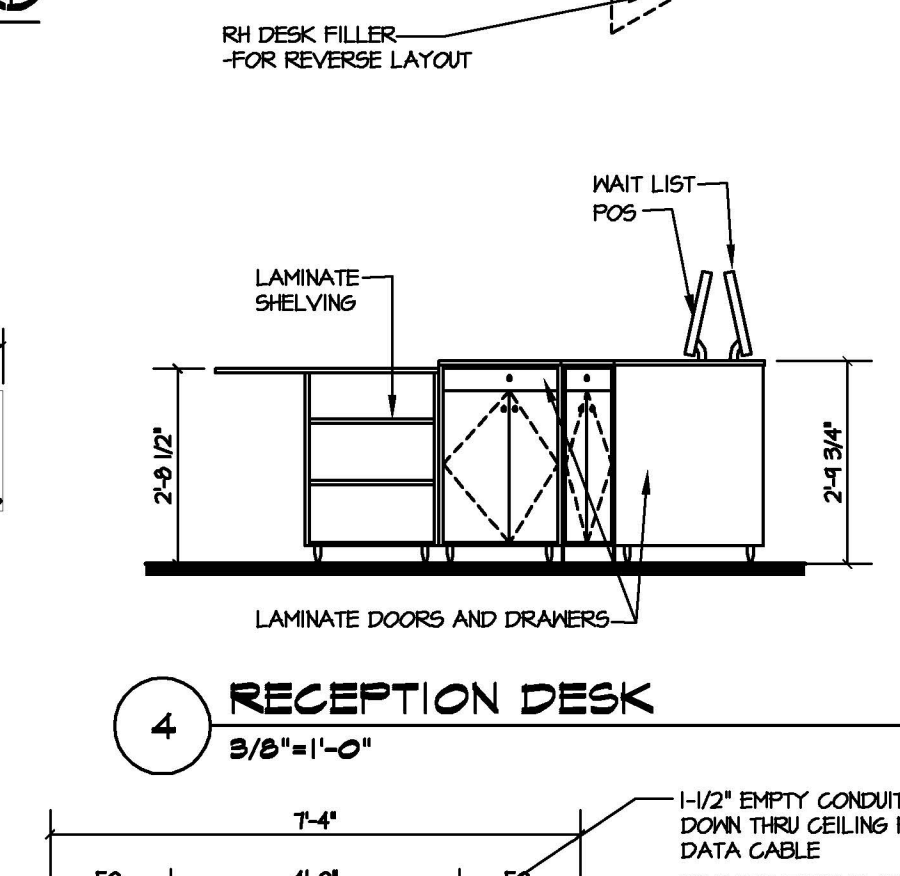 RH DESK FILLER
-FOR REVERSE LAYOUT
WAIT LIST
POS
LAMINATE
SHELVING
2'-8 1/2"
2'-9 3/4"
LAMINATE DOORS AND DRAWERS
4
RECEPTION DESK
3/8"=1'-0"
1-1/2" EMPTY CONDUIT
DOWN THRU CEILING
DATA CABLE
7'-4"